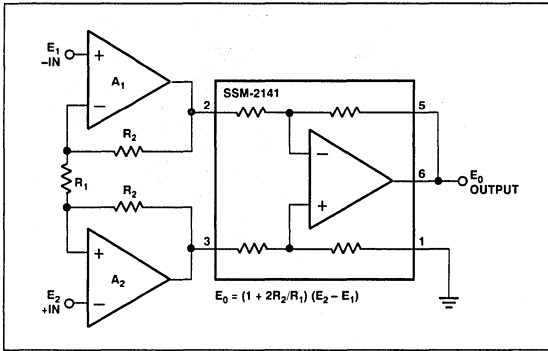 E1
–IN
+
A1
–
R2
R1
R2
+
A2
–
E2
+IN
SSM-2141
2
5
–
+
6
E0
OUTPUT
3
1
E0 = (1 + 2R2/R1) (E2 – E1)